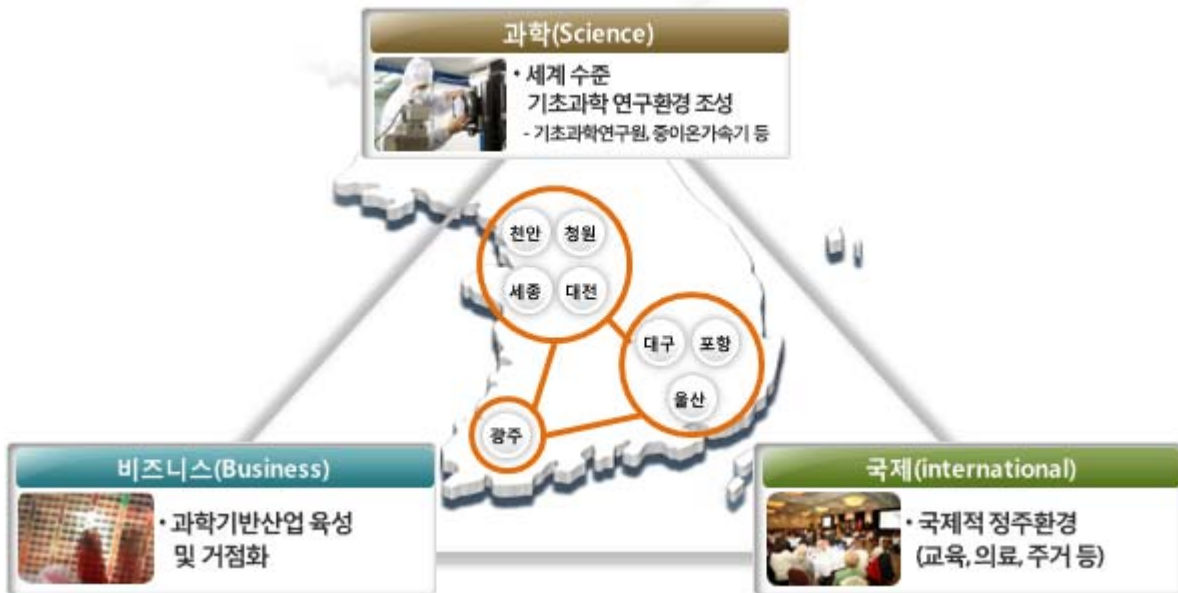 과학(Science)
• 세계 수준
기초과학 연구환경 조성
- 기초과학연구원, 중이온가속기 등
천안 청원
세종 대전
대구 포항
울산
광주
비즈니스(Business)
• 과학기반산업 육성
및 거점화
국제(international)
• 국제적 정주환경
(교육, 의료, 주거 등)